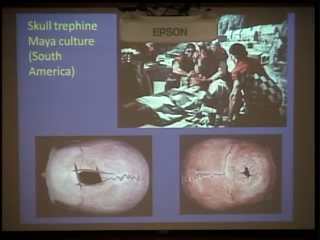 Skull trephine
Maya culture
(South
America)
EPSON